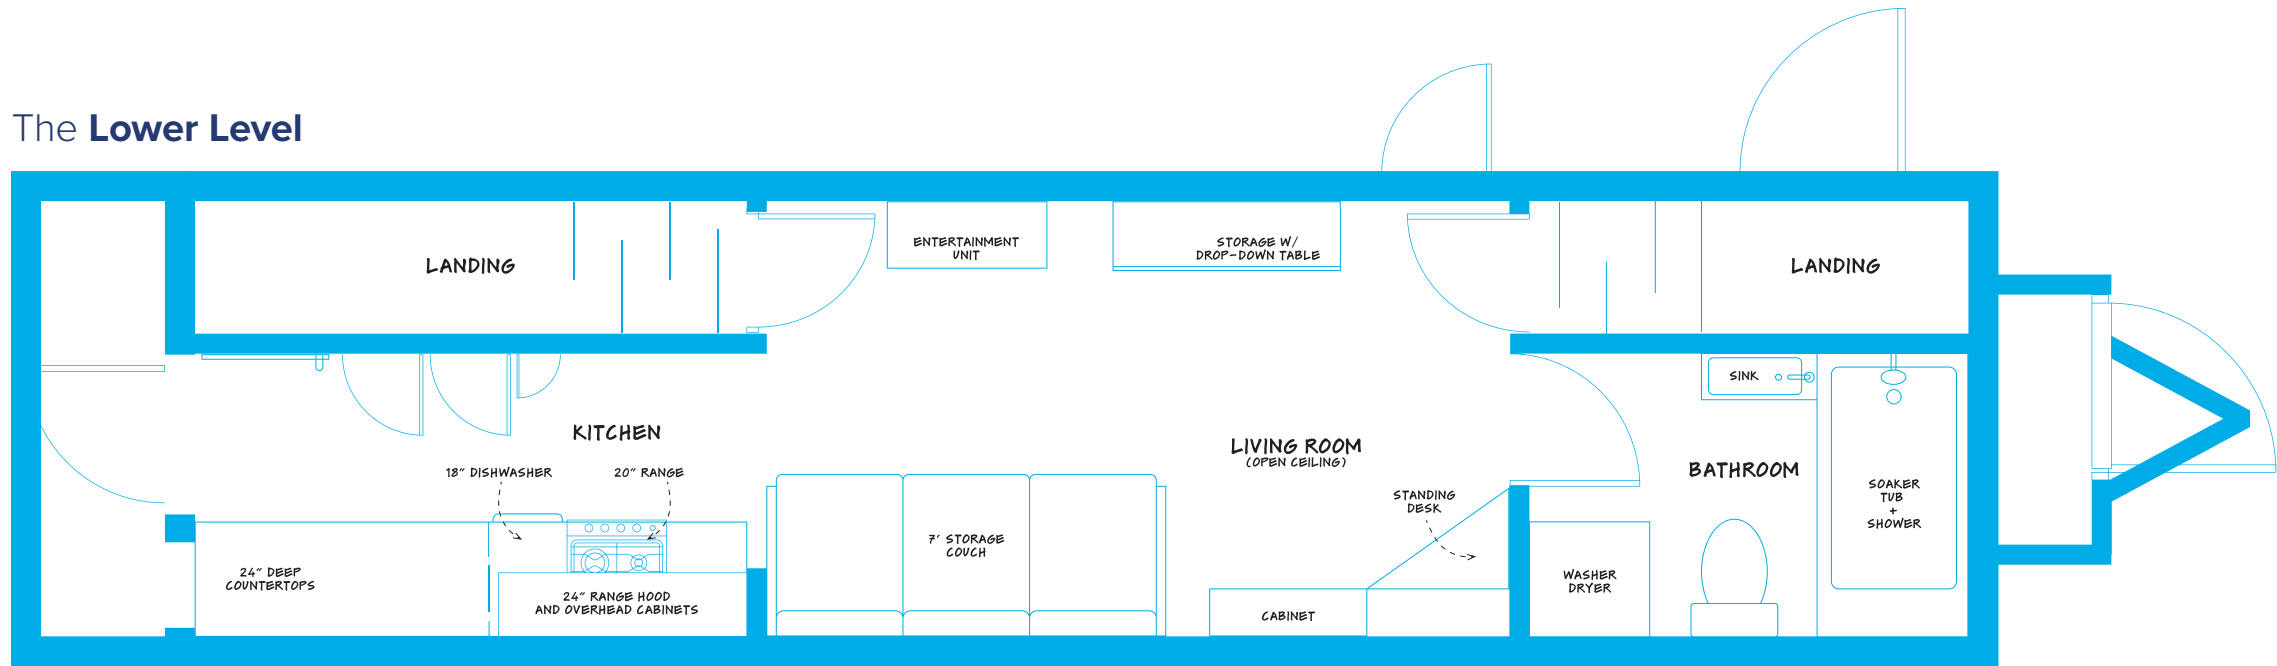 The Lower Level
LANDING
ENTERTAINMENT
UNIT
STORAGE W/
DROP-DOWN TABLE
LANDING
KITCHEN
18" DISHWASHER
20" RANGE
24" DEEP
COUNTERTOPS
24" RANGE HOOD
AND OVERHEAD CABINETS
7' STORAGE
COUCH
LIVING ROOM
(OPEN CEILING)
STANDING
DESK
CABINET
SINK
BATHROOM
WASHER
DRYER
SOAKER
TUB
+
SHOWER